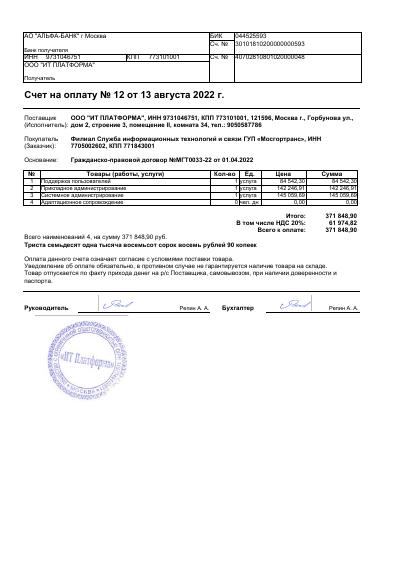 АО "АЛЬФА-БАНК" г Москва БИК 044525593
Сч. № 30101810200000000593
Банк получателя
ИНН 9731046751 КПП 773101001 Сч. № 40702810801020000048
ООО "ИТ ПЛАТФОРМА"
Получатель
Счет на оплату № 12 от 13 августа 2022 г.
Поставщик ООО "ИТ ПЛАТФОРМА", ИНН 9731046751, КПП 773101001, 121596, Москва г., Горбунова ул.,
(Исполнитель): дом 2, строение 3, помещение II, комната 34, тел.: 9050587786
Покупатель Филиал Служба информационных технологий и связи ГУП «Мосгортранс», ИНН
(Заказчик): 7705002602, КПП 771843001
Основание: Гражданско-правовой договор №МГТ0033-22 от 01.04.2022
№ Товары (работы, услуги) Кол-во Ед. Цена Сумма
1 Поддержка пользователей 1 услуга 84 542,30 84 542,30
2 Прикладное администрирование 1 услуга 142 246,91 142 246,91
3 Системное администрирование 1 услуга 145 059,69 145 059,69
4 Адаптационное сопровождение 0 чел. дн 0,00 0,00
Итого: 371 848,90
В том числе НДС 20%: 61 974,82
Всего к оплате: 371 848,90
Всего наименований 4, на сумму 371 848,90 руб.
Триста семьдесят одна тысяча восемьсот сорок восемь рублей 90 копеек
Оплата данного счета означает согласие с условиями поставки товара.
Уведомление об оплате обязательно, в противном случае не гарантируется наличие товара на складе.
Товар отпускается по факту прихода денег на р/с Поставщика, самовывозом, при наличии доверенности и
паспорта.
Руководитель Репин А. А. Бухгалтер Репин А. А.
«ИТ Платформа»
МОСКВА